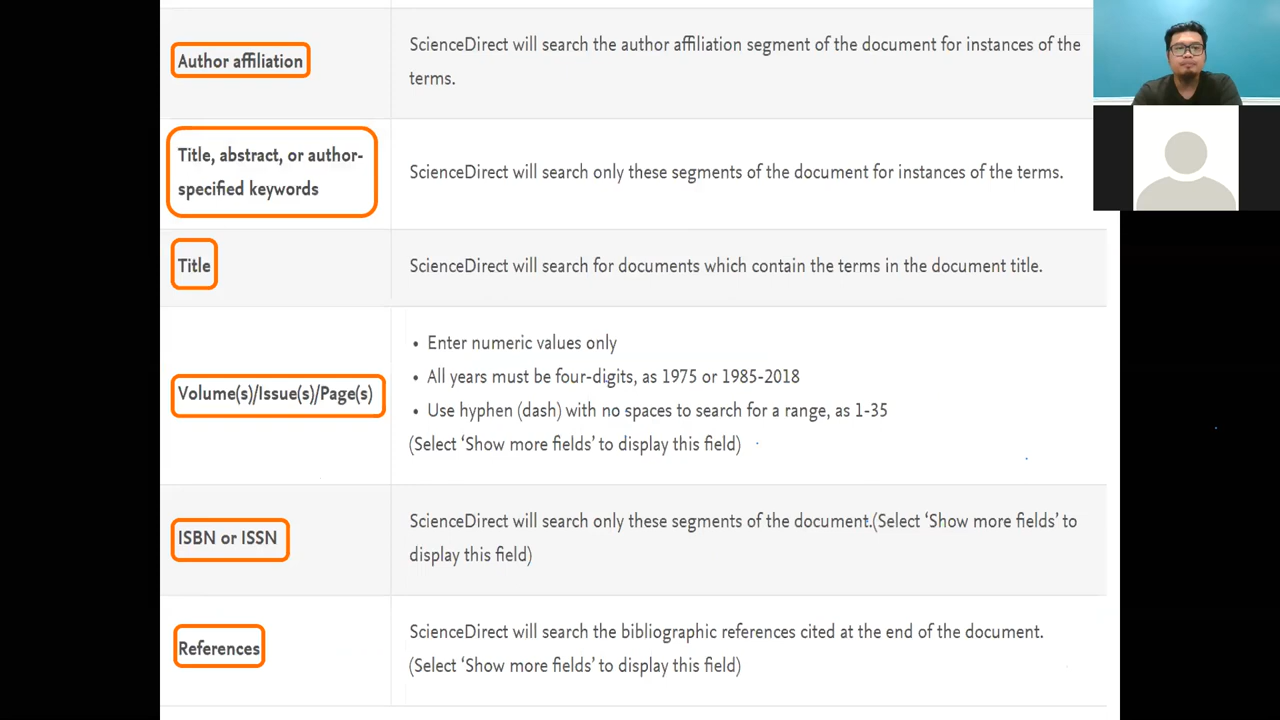 Author affiliation
ScienceDirect will search the author affiliation segment of the document for instances of the
terms.
Title, abstract, or author-
specified keywords
ScienceDirect will search only these segments of the document for instances of the terms.
Title
ScienceDirect will search for documents which contain the terms in the document title.
Volume(s)/Issue(s)/Page(s)
• Enter numeric values only
• All years must be four-digits, as 1975 or 1985-2018
• Use hyphen (dash) with no spaces to search for a range, as 1-35
(Select ‘Show more fields’ to display this field)
ISBN or ISSN
ScienceDirect will search only these segments of the document.(Select ‘Show more fields’ to
display this field)
References
ScienceDirect will search the bibliographic references cited at the end of the document.
(Select ‘Show more fields’ to display this field)